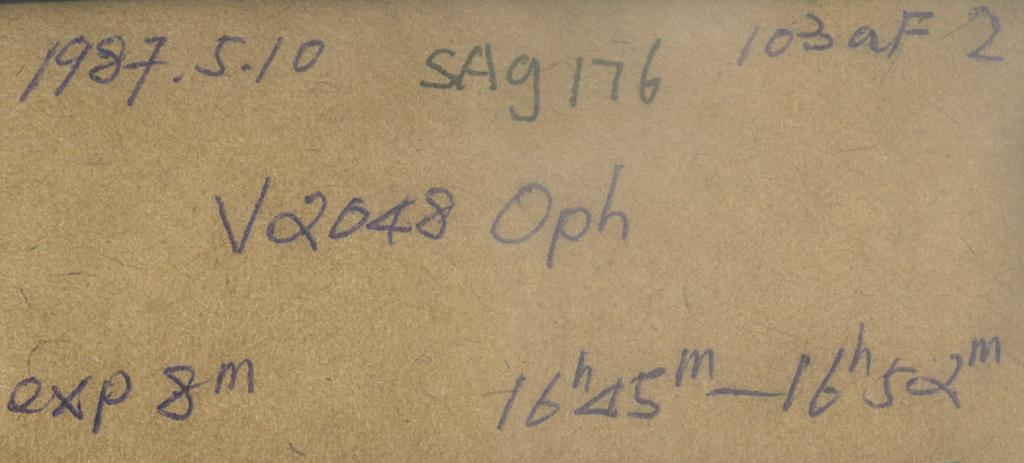 1987.5.10 SAg176 103aF 2
V2048 Oph
exp 8m 16h45m—16h52m